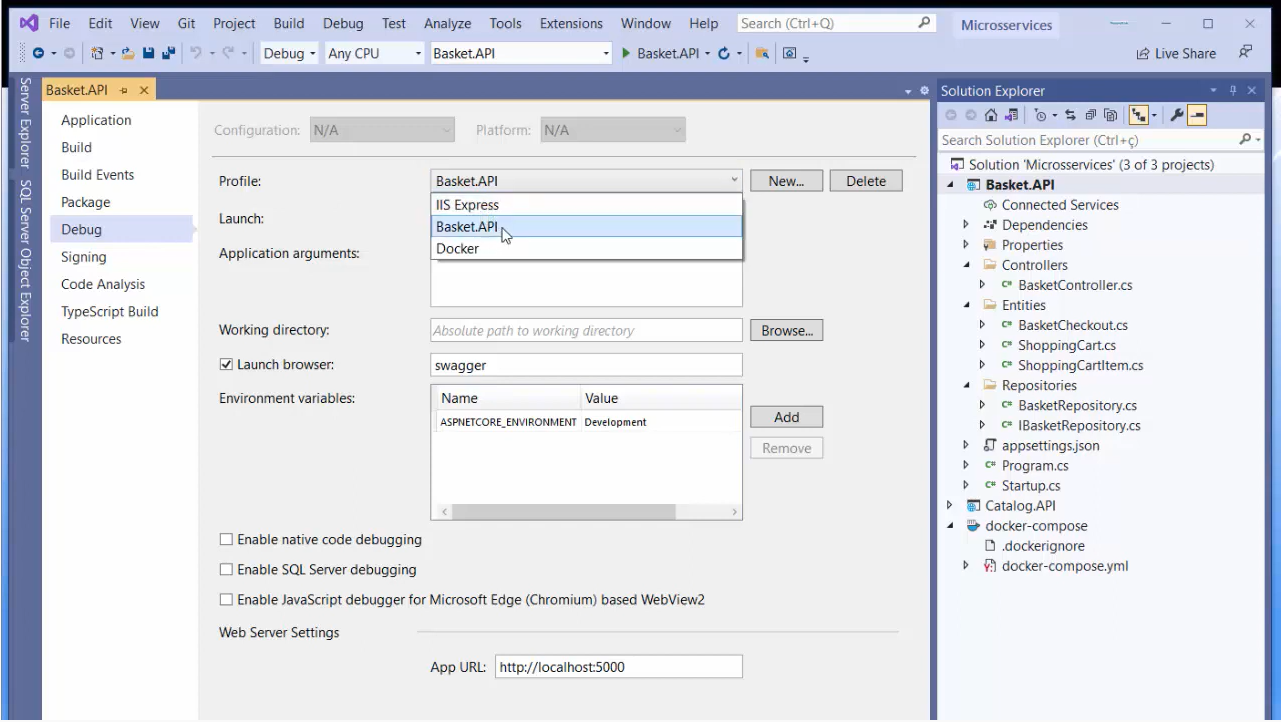 File Edit View Git Project Build Debug Test Analyze Tools Extensions Window Help Search (Ctrl+Q) Microsservices
Debug Any CPU Basket.API Basket.API Live Share
Server Explorer
SQL Server Object Explorer
Basket.API
Application
Build
Build Events
Package
Debug
Signing
Code Analysis
TypeScript Build
Resources
Configuration: N/A Platform: N/A
Profile: Basket.API New... Delete
IIS Express
Launch: Basket.API
Docker
Application arguments:
Working directory: Absolute path to working directory Browse...
Launch browser: swagger
Environment variables: Name Value
ASPNETCORE_ENVIRONMENT Development
Add
Remove
Enable native code debugging
Enable SQL Server debugging
Enable JavaScript debugger for Microsoft Edge (Chromium) based WebView2
Web Server Settings
App URL: http://localhost:5000
Solution Explorer
Search Solution Explorer (Ctrl+ç)
Solution 'Microsservices' (3 of 3 projects)
Basket.API
Connected Services
Dependencies
Properties
Controllers
C# BasketController.cs
Entities
C# BasketCheckout.cs
C# ShoppingCart.cs
C# ShoppingCartItem.cs
Repositories
C# BasketRepository.cs
C# IBasketRepository.cs
appsettings.json
C# Program.cs
C# Startup.cs
Catalog.API
docker-compose
.dockerignore
docker-compose.yml